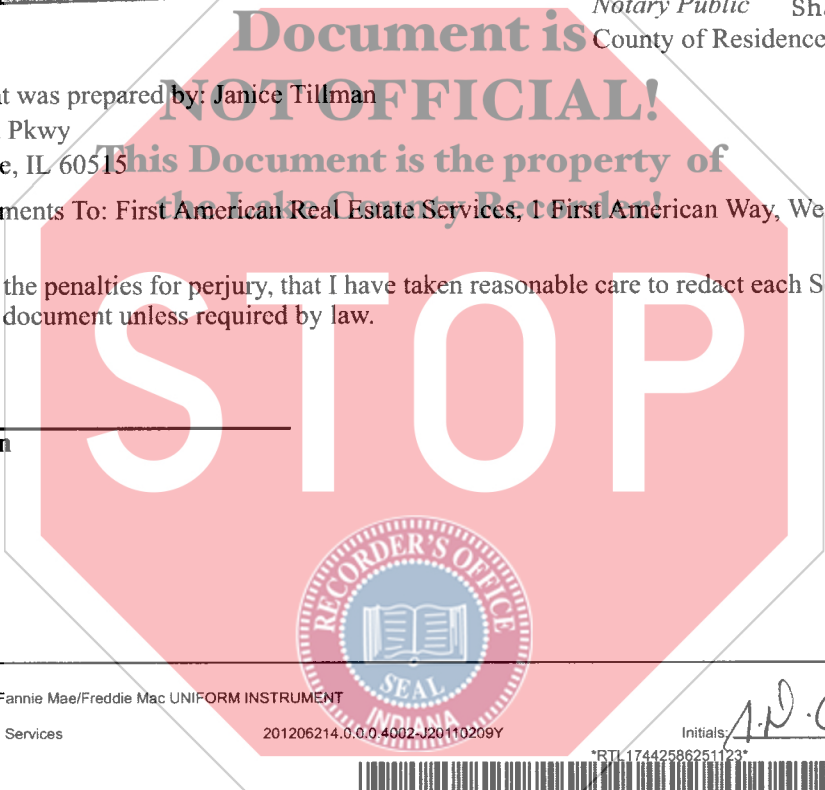 Notary Public Sha
Document is
County of Residence
NOT OFFICIAL!
t was prepared by: Janice Tillman
Pkwy
This Document is the property of
e, IL 60515
the Lake County Recorder!
ments To: First American Real Estate Services, 1 First American Way, We
the penalties for perjury, that I have taken reasonable care to redact each S
document unless required by law.
STOP
n
RECORDER'S OFFICE
SEAL
INDIANA
Fannie Mae/Freddie Mac UNIFORM INSTRUMENT
Services 201206214.0.0.0.4002-J20110209Y Initials:
*RTL17442586251123*